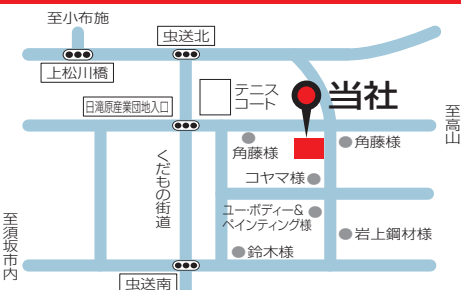 至小布施
虫送北
上松川橋
テニス
コート
当社
日滝原産業団地入口
至高山
角藤様
角藤様
コヤマ様
くだもの街道
ユー・ボディー&
ペインティング様
至須坂市内
岩上鋼材様
鈴木様
虫送南